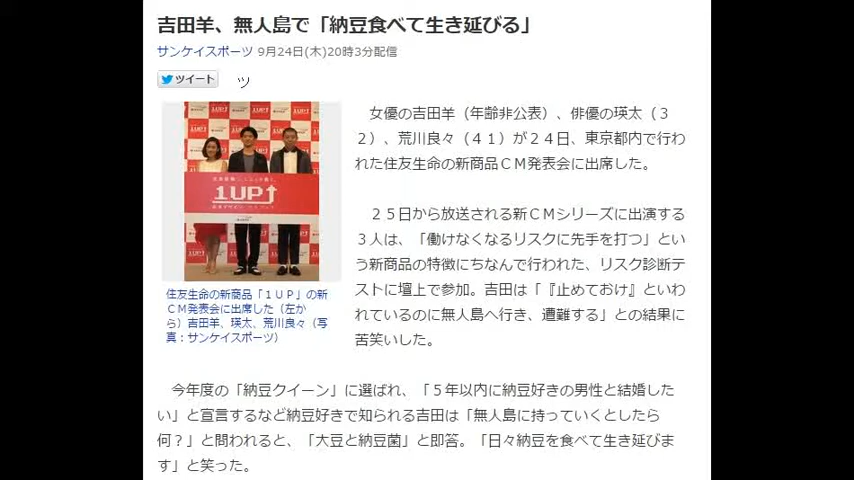 吉田羊、無人島で「納豆食べて生き延びる」
サンケイスポーツ 9月24日(木)20時3分配信
ツイート ツ
1UP
住友生命の新商品「１ＵＰ」の新
ＣＭ発表会に出席した（左か
ら）吉田羊、瑛太、荒川良々（写
真：サンケイスポーツ）
女優の吉田羊（年齢非公表）、俳優の瑛太（３
２）、荒川良々（４１）が２４日、東京都内で行わ
れた住友生命の新商品ＣＭ発表会に出席した。
２５日から放送される新ＣＭシリーズに出演する
３人は、「働けなくなるリスクに先手を打つ」とい
う新商品の特徴にちなんで行われた、リスク診断テ
ストに壇上で参加。吉田は「『止めておけ』といわ
れているのに無人島へ行き、遭難する」との結果に
苦笑いした。
今年度の「納豆クイーン」に選ばれ、「５年以内に納豆好きの男性と結婚した
い」と宣言するなど納豆好きで知られる吉田は「無人島に持っていくとしたら
何？」と問われると、「大豆と納豆菌」と即答。「日々納豆を食べて生き延びま
す」と笑った。